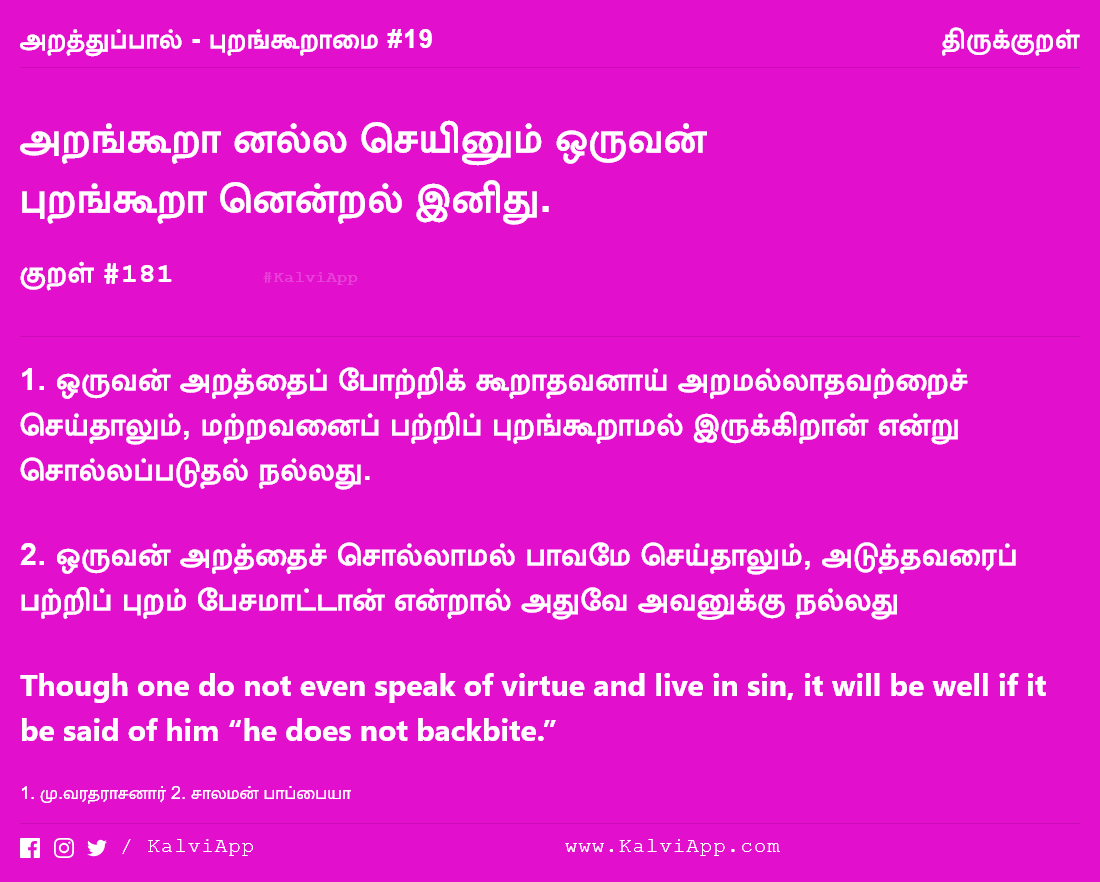 அறத்துப்பால் - புறங்கூறாமை #19
திருக்குறள்
அறங்கூறா னல்ல செயினும் ஒருவன்
புறங்கூறா னென்றல் இனிது.
குறள் #181
#KalviApp
1. ஒருவன் அறத்தைப் போற்றிக் கூறாதவனாய் அறமல்லாதவற்றைச்
செய்தாலும், மற்றவனைப் பற்றிப் புறங்கூறாமல் இருக்கிறான் என்று
சொல்லப்படுதல் நல்லது.
2. ஒருவன் அறத்தைச் சொல்லாமல் பாவமே செய்தாலும், அடுத்தவரைப்
பற்றிப் புறம் பேசமாட்டான் என்றால் அதுவே அவனுக்கு நல்லது
Though one do not even speak of virtue and live in sin, it will be well if it
be said of him “he does not backbite.”
1. மு.வரதராசனார் 2. சாலமன் பாப்பையா
/ KalviApp
www.KalviApp.com